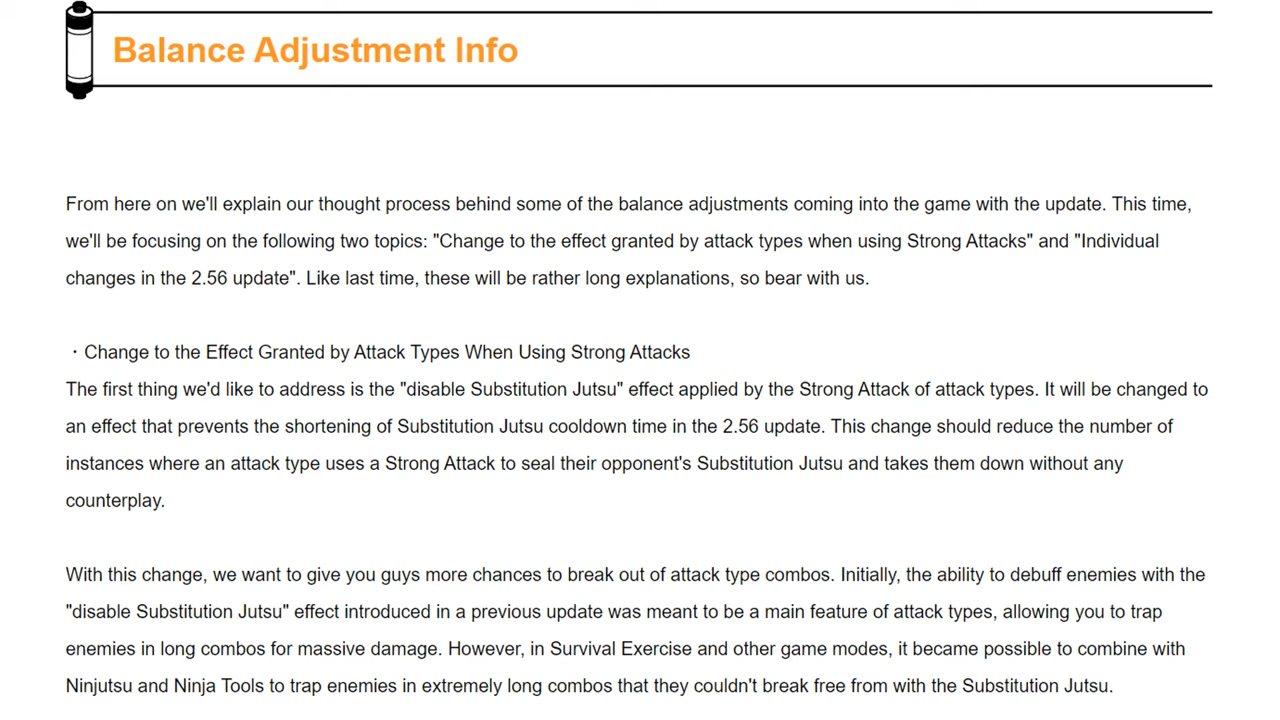 Balance Adjustment Info
From here on we'll explain our thought process behind some of the balance adjustments coming into the game with the update. This time,
we'll be focusing on the following two topics: "Change to the effect granted by attack types when using Strong Attacks" and "Individual
changes in the 2.56 update". Like last time, these will be rather long explanations, so bear with us.
・Change to the Effect Granted by Attack Types When Using Strong Attacks
The first thing we'd like to address is the "disable Substitution Jutsu" effect applied by the Strong Attack of attack types. It will be changed to
an effect that prevents the shortening of Substitution Jutsu cooldown time in the 2.56 update. This change should reduce the number of
instances where an attack type uses a Strong Attack to seal their opponent's Substitution Jutsu and takes them down without any
counterplay.
With this change, we want to give you guys more chances to break out of attack type combos. Initially, the ability to debuff enemies with the
"disable Substitution Jutsu" effect introduced in a previous update was meant to be a main feature of attack types, allowing you to trap
enemies in long combos for massive damage. However, in Survival Exercise and other game modes, it became possible to combine with
Ninjutsu and Ninja Tools to trap enemies in extremely long combos that they couldn't break free from with the Substitution Jutsu.